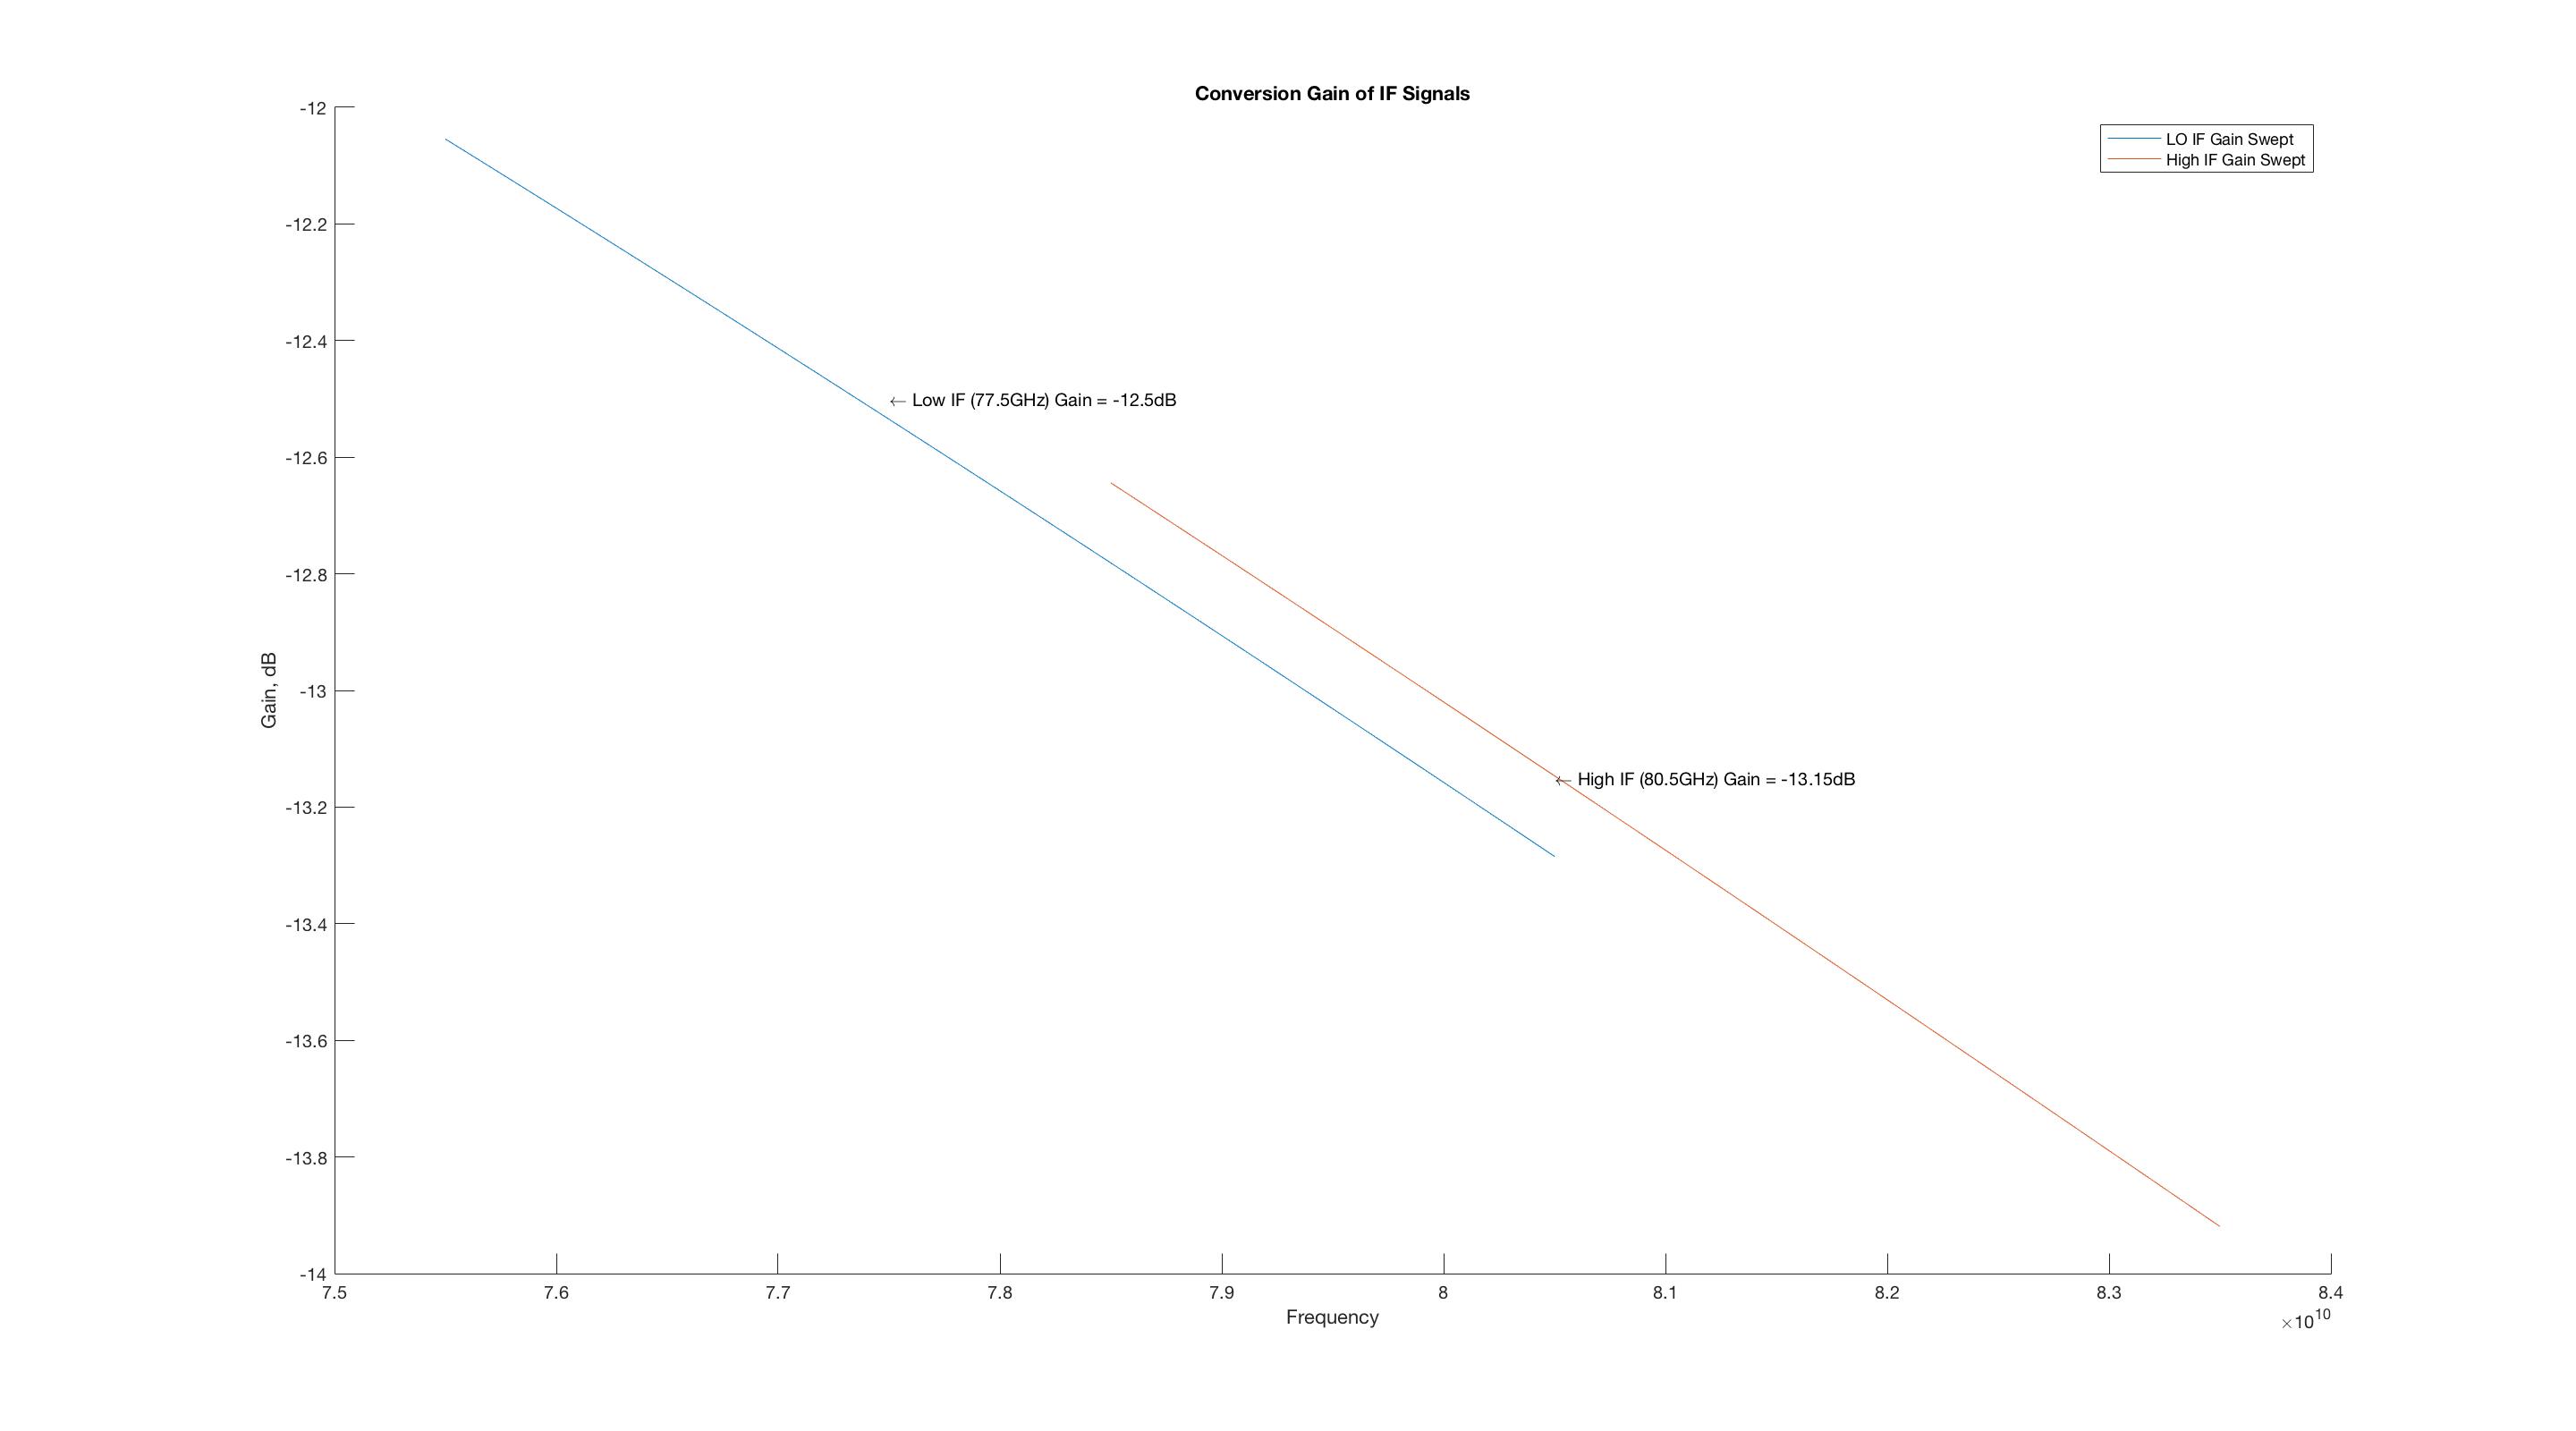 Conversion Gain of IF Signals
LO IF Gain Swept
High IF Gain Swept
-12
-12.2
-12.4
← Low IF (77.5GHz) Gain = -12.5dB
-12.6
-12.8
Gain, dB
-13
← High IF (80.5GHz) Gain = -13.15dB
-13.2
-13.4
-13.6
-13.8
-14
7.5 7.6 7.7 7.8 7.9 8 8.1 8.2 8.3 8.4
Frequency
×10^10